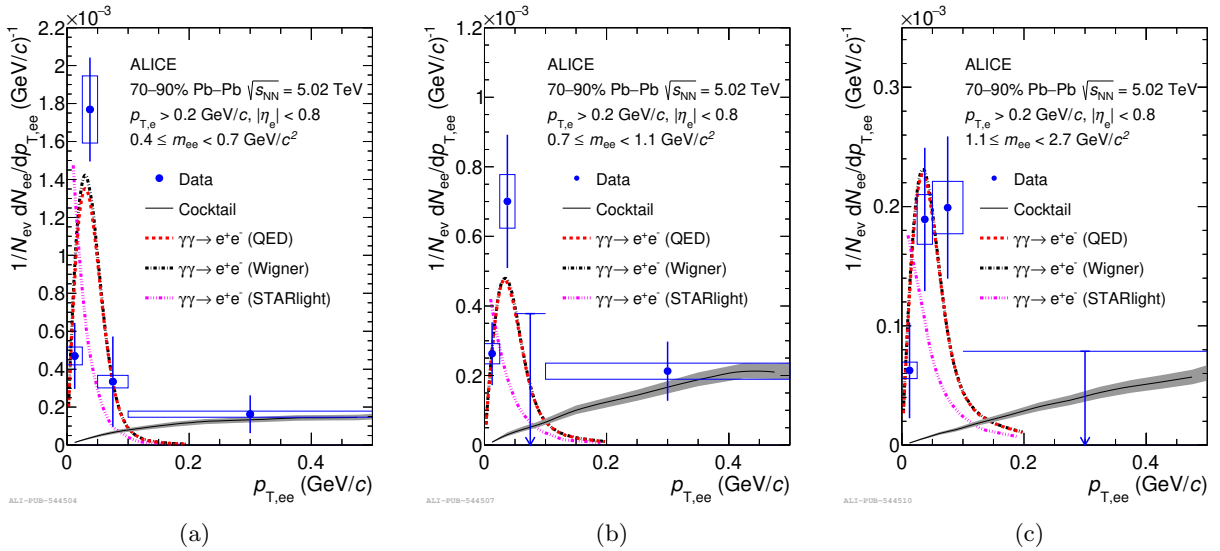 ×10⁻³
2.2
2
1.8
1.6
1.4
1.2
1
0.8
0.6
0.4
0.2
0
1/N_ev dN_ee/dp_T,ee (GeV/c)⁻¹
ALICE
70–90% Pb–Pb √s_NN = 5.02 TeV
p_T,e > 0.2 GeV/c, |η_e| < 0.8
0.4 ≤ m_ee < 0.7 GeV/c²
Data
Cocktail
γγ→ e⁺e⁻ (QED)
γγ→ e⁺e⁻ (Wigner)
γγ→ e⁺e⁻ (STARlight)
0 0.2 0.4
p_T,ee (GeV/c)
ALI-PUB-544504
(a)
×10⁻³
1.2
1
0.8
0.6
0.4
0.2
0
1/N_ev dN_ee/dp_T,ee (GeV/c)⁻¹
ALICE
70–90% Pb–Pb √s_NN = 5.02 TeV
p_T,e > 0.2 GeV/c, |η_e| < 0.8
0.7 ≤ m_ee < 1.1 GeV/c²
Data
Cocktail
γγ→ e⁺e⁻ (QED)
γγ→ e⁺e⁻ (Wigner)
γγ→ e⁺e⁻ (STARlight)
0 0.2 0.4
p_T,ee (GeV/c)
ALI-PUB-544507
(b)
×10⁻³
0.3
0.2
0.1
0
1/N_ev dN_ee/dp_T,ee (GeV/c)⁻¹
ALICE
70–90% Pb–Pb √s_NN = 5.02 TeV
p_T,e > 0.2 GeV/c, |η_e| < 0.8
1.1 ≤ m_ee < 2.7 GeV/c²
Data
Cocktail
γγ→ e⁺e⁻ (QED)
γγ→ e⁺e⁻ (Wigner)
γγ→ e⁺e⁻ (STARlight)
0 0.2 0.4
p_T,ee (GeV/c)
ALI-PUB-544510
(c)